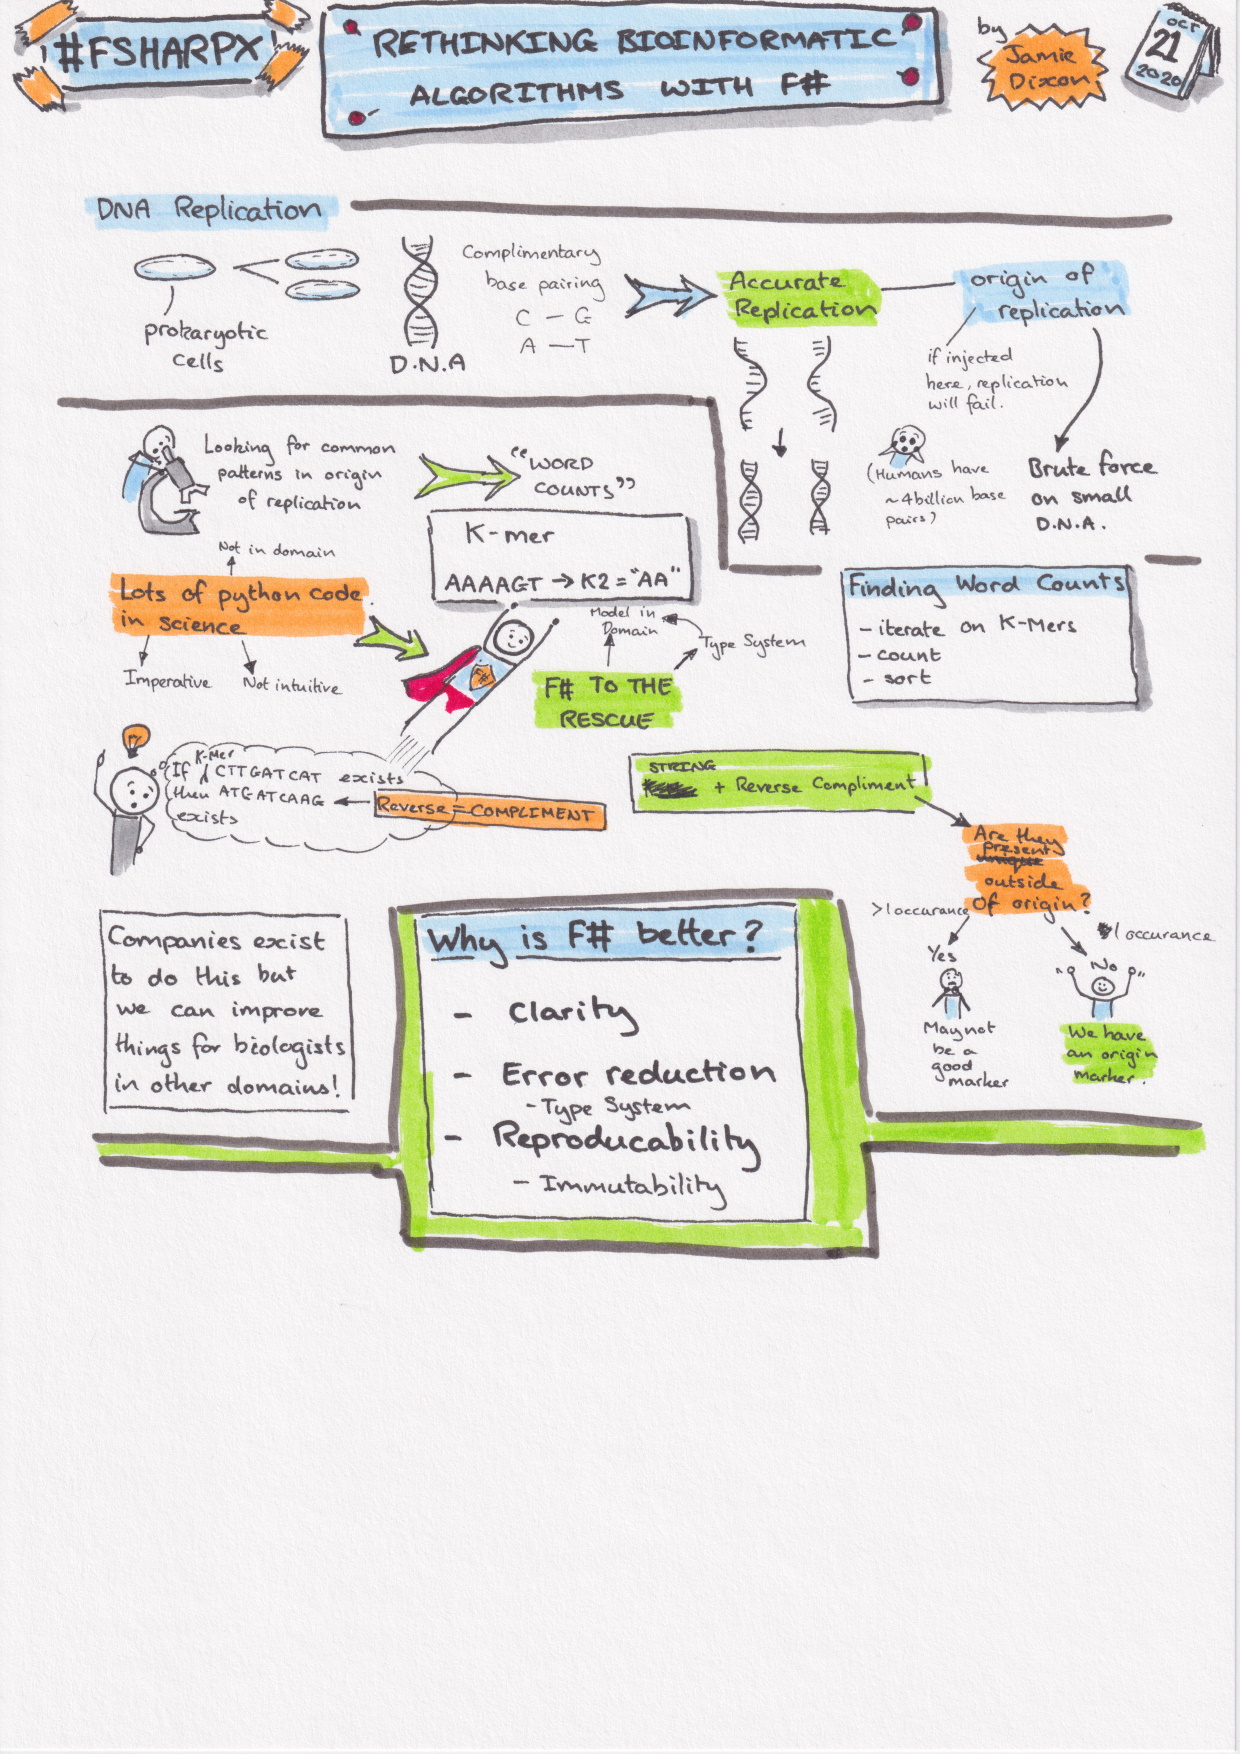 #FSHARPX
RETHINKING BIOINFORMATIC
ALGORITHMS WITH F#
by
Jamie
Dixon
OCT
21
2020
DNA Replication
prokaryotic
cells
D.N.A
Complimentary
base pairing
C - G
A - T
Accurate
Replication
origin of
replication
if injected
here, replication
will fail.
(Humans have
~4billion base
pairs)
Brute force
on small
D.N.A.
Looking for common
patterns in origin
of replication
"WORD
COUNTS"
K-mer
AAAAGT → K2 = "AA"
Not in domain
Lots of python code
in science
Imperative
Not intuitive
Model in
Domain
Type System
F# TO THE
RESCUE
#
Finding Word Counts
- iterate on K-Mers
- count
- sort
K-Mer
If CTTGATCAT exists
then ATGATCAAG
exists
Reverse = COMPLIMENT
STRING
+ Reverse Compliment
Are they
present
outside
of origin?
>1 occurance
Yes
May not
be a
good
marker
1 occurance
No
We have
an origin
marker.
Companies exist
to do this but
we can improve
things for biologists
in other domains!
Why is F# better?
- Clarity
- Error reduction
- Type System
- Reproducability
- Immutability